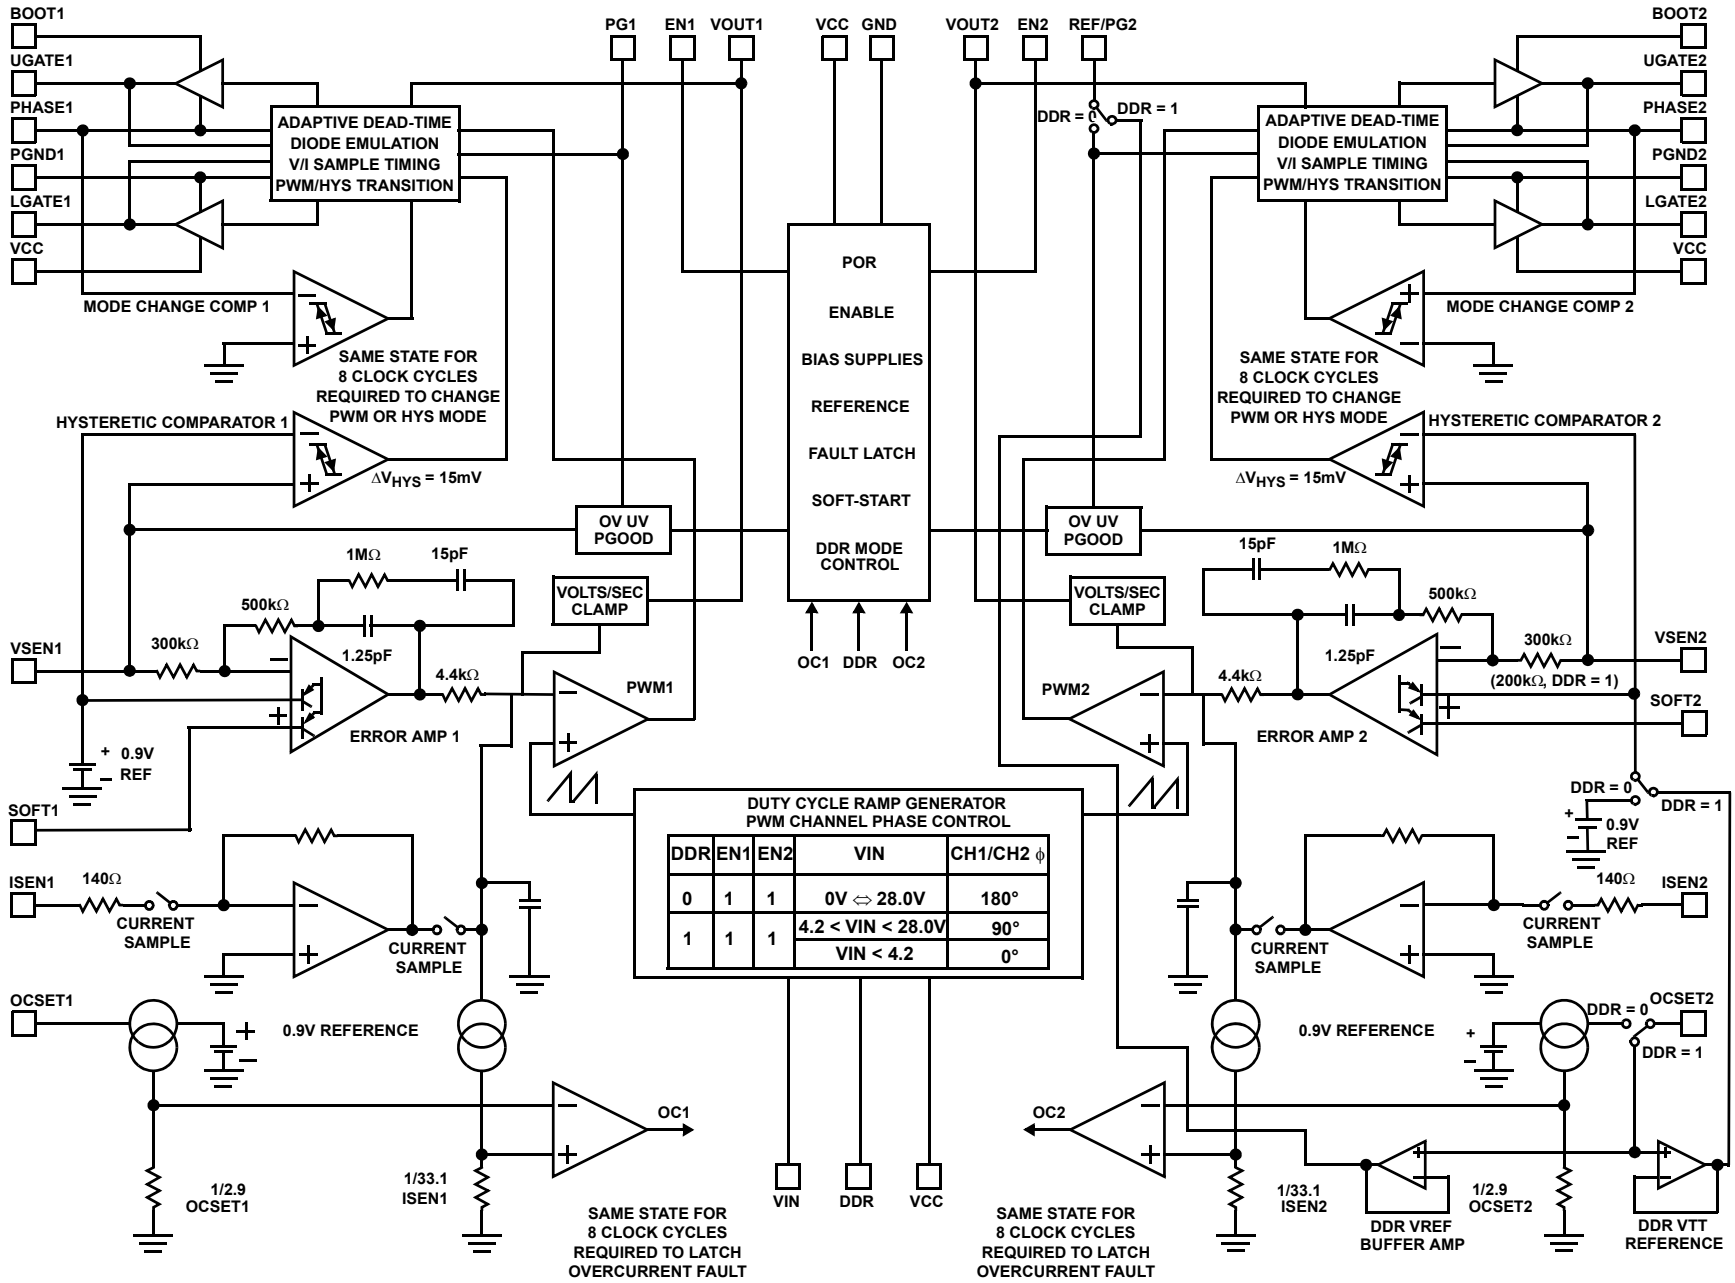 BOOT1
UGATE1
PHASE1
PGND1
LGATE1
VCC
PG1
EN1
VOUT1
VCC
GND
VOUT2
EN2
REF/PG2
BOOT2
UGATE2
PHASE2
PGND2
LGATE2
VCC
ADAPTIVE DEAD-TIME
DIODE EMULATION
V/I SAMPLE TIMING
PWM/HYS TRANSITION
DDR = 0
DDR = 1
ADAPTIVE DEAD-TIME
DIODE EMULATION
V/I SAMPLE TIMING
PWM/HYS TRANSITION
MODE CHANGE COMP 1
−
+
SAME STATE FOR
8 CLOCK CYCLES
REQUIRED TO CHANGE
PWM OR HYS MODE
POR
ENABLE
BIAS SUPPLIES
REFERENCE
FAULT LATCH
SOFT-START
DDR MODE
CONTROL
OC1
DDR
OC2
+
−
MODE CHANGE COMP 2
SAME STATE FOR
8 CLOCK CYCLES
REQUIRED TO CHANGE
PWM OR HYS MODE
HYSTERETIC COMPARATOR 1
−
+
ΔVHYS = 15mV
HYSTERETIC COMPARATOR 2
−
+
ΔVHYS = 15mV
OV UV
PGOOD
OV UV
PGOOD
1MΩ
15pF
500kΩ
300kΩ
1.25pF
VSEN1
−
+
4.4kΩ
ERROR AMP 1
VOLTS/SEC
CLAMP
PWM1
−
+
VOLTS/SEC
CLAMP
PWM2
−
+
15pF
1MΩ
500kΩ
300kΩ
(200kΩ, DDR = 1)
1.25pF
4.4kΩ
−
+
ERROR AMP 2
VSEN2
SOFT2
+
−
0.9V
REF
SOFT1
DDR = 0
DDR = 1
+
−
0.9V
REF
DUTY CYCLE RAMP GENERATOR
PWM CHANNEL PHASE CONTROL
DDR EN1 EN2 VIN CH1/CH2 ϕ
0 1 1 0V ⇔ 28.0V 180°
1 1 1 4.2 < VIN < 28.0V 90°
VIN < 4.2 0°
ISEN1
140Ω
CURRENT
SAMPLE
−
+
CURRENT
SAMPLE
CURRENT
SAMPLE
−
+
CURRENT
SAMPLE
140Ω
ISEN2
OCSET1
+
−
0.9V REFERENCE
0.9V REFERENCE
+
−
DDR = 0
OCSET2
DDR = 1
−
+
OC1
OC2
−
+
1/2.9
OCSET1
1/33.1
ISEN1
VIN
DDR
VCC
1/33.1
ISEN2
+
−
1/2.9
OCSET2
+
−
SAME STATE FOR
8 CLOCK CYCLES
REQUIRED TO LATCH
OVERCURRENT FAULT
SAME STATE FOR
8 CLOCK CYCLES
REQUIRED TO LATCH
OVERCURRENT FAULT
DDR VREF
BUFFER AMP
DDR VTT
REFERENCE